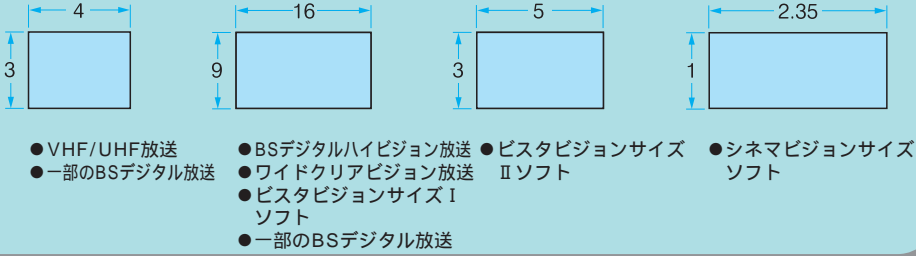 4
3
16
9
5
3
2.35
1
●VHF/UHF放送
●一部のBSデジタル放送
●BSデジタルハイビジョン放送
●ワイドクリアビジョン放送
●ビスタビジョンサイズⅠ
ソフト
●一部のBSデジタル放送
●ビスタビジョンサイズ
Ⅱソフト
●シネマビジョンサイズ
ソフト